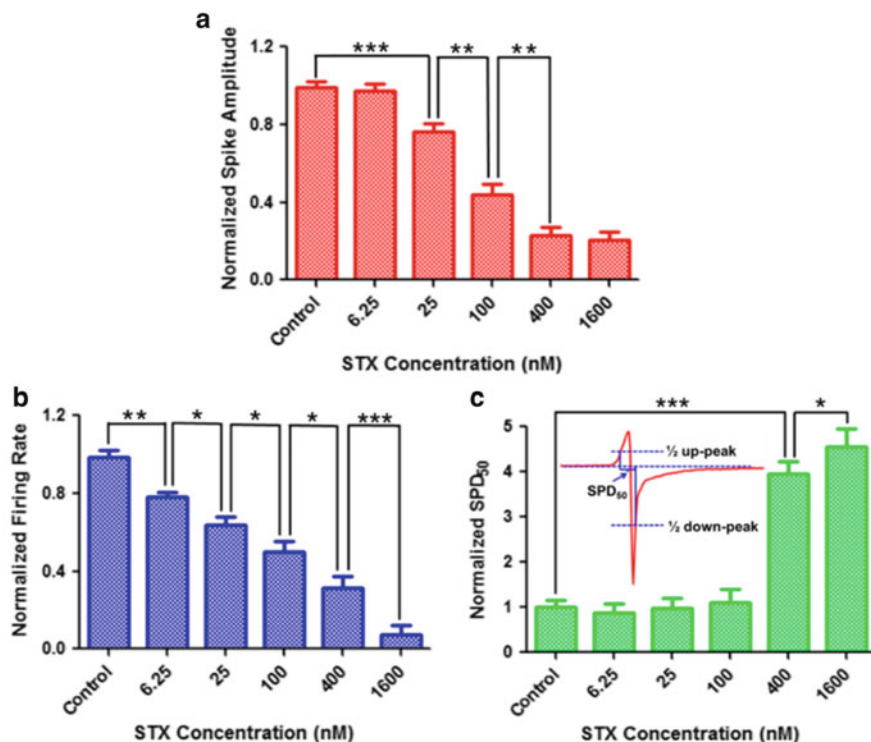 a
1.2
0.8
0.4
0.0
Normalized Spike Amplitude
*** ** **
Control 6.25 25 100 400 1600
STX Concentration (nM)
b
1.2
0.8
0.4
0.0
Normalized Firing Rate
** * * * ***
Control 6.25 25 100 400 1600
STX Concentration (nM)
c
5
4
3
2
1
0
Normalized SPD50
*** *
½ up-peak
SPD50
½ down-peak
Control 6.25 25 100 400 1600
STX Concentration (nM)